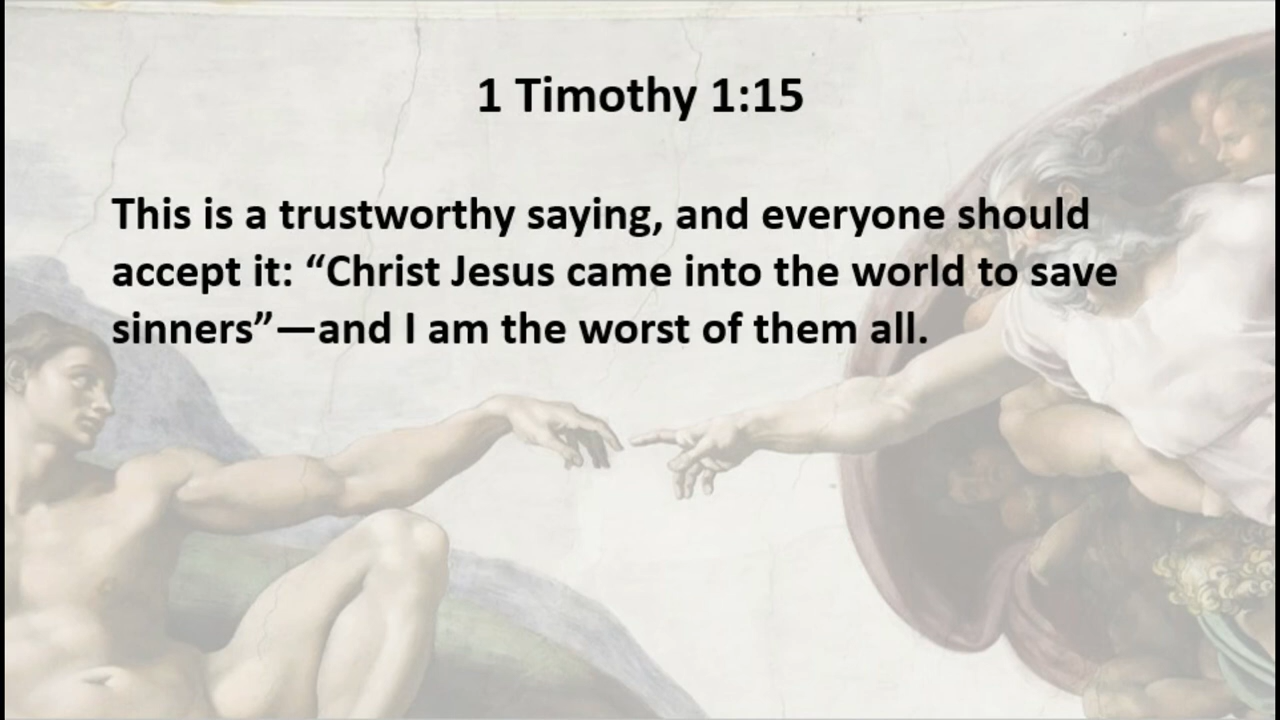 1 Timothy 1:15
This is a trustworthy saying, and everyone should
accept it: “Christ Jesus came into the world to save
sinners”—and I am the worst of them all.